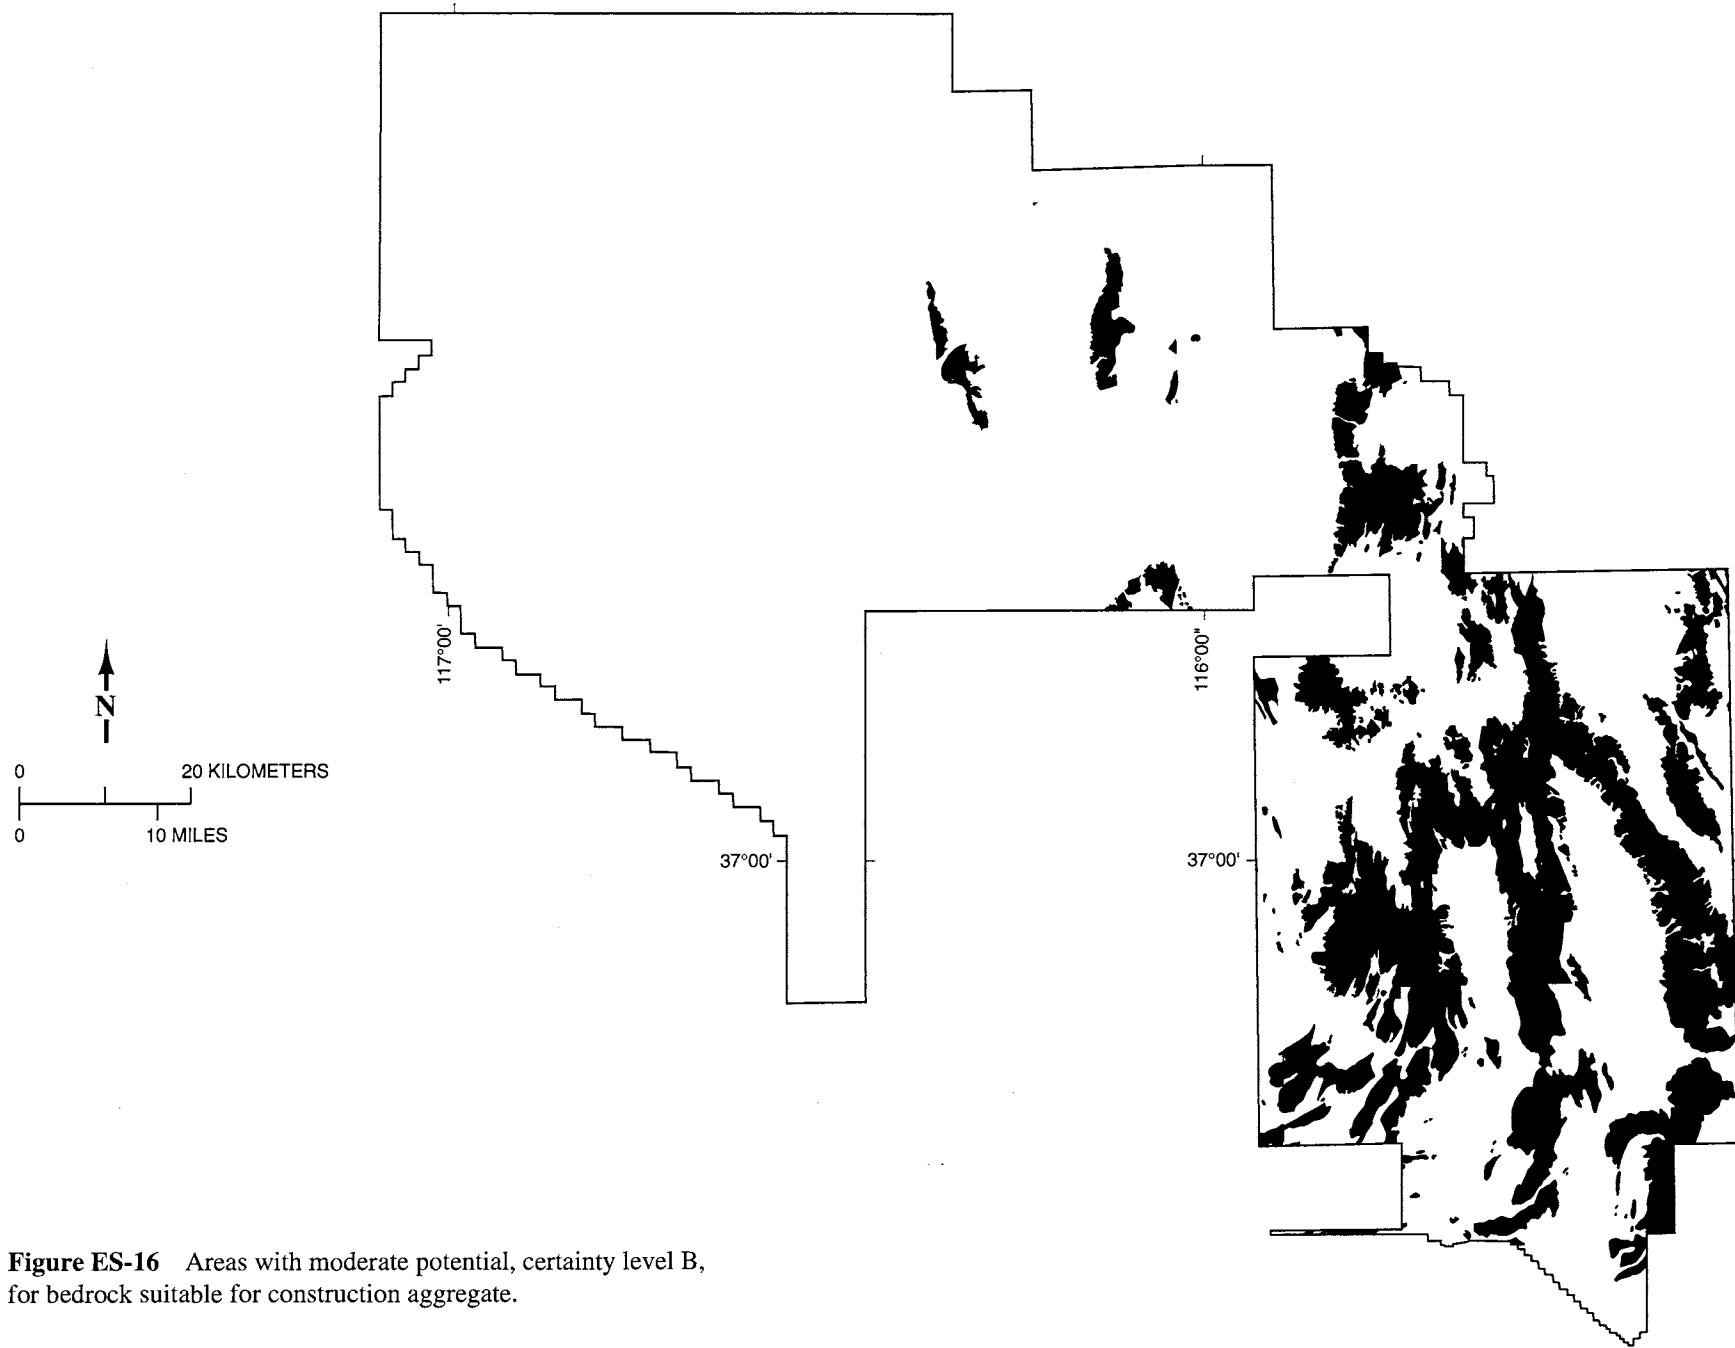 117°00'
116°00"
N
0 20 KILOMETERS
0 10 MILES
37°00'
37°00'
Figure ES-16 Areas with moderate potential, certainty level B,
for bedrock suitable for construction aggregate.